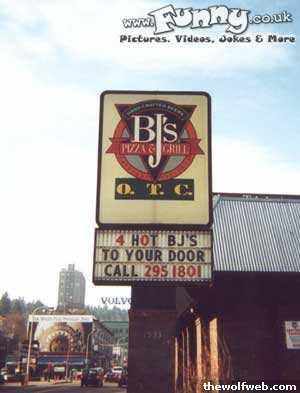 www.Funny.co.uk
Pictures, Videos, Jokes & More
HAND-CRAFTED BEERS
BJ's
PIZZA & GRILL
O. T. C.
4 HOT BJ'S
TO YOUR DOOR
CALL 295 1801
VOLVO
thewolfweb.com